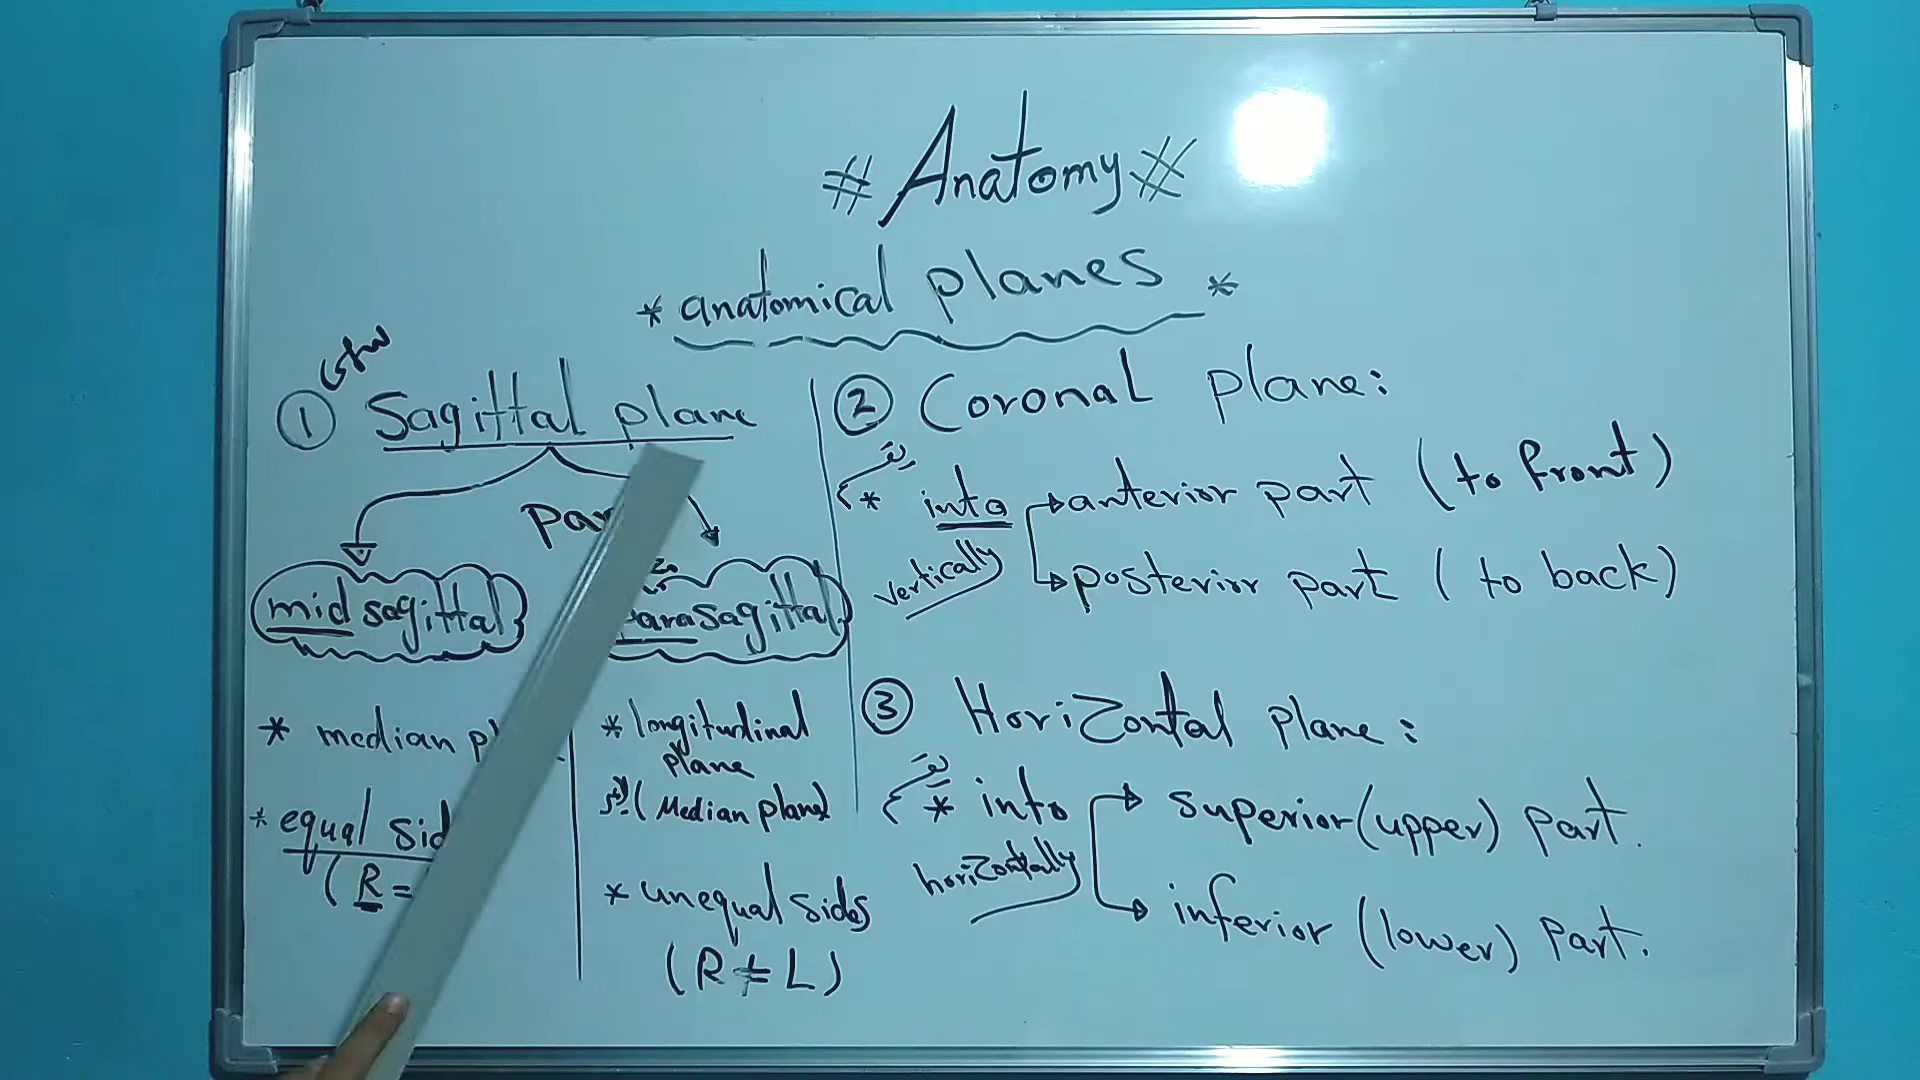 # Anatomy #
* anatomical planes *
① Sagittal plane
mid sagittal
parasagittal
* median
* equal
(R =
* longitudinal
plane
(Median plane)
* unequal sides
(R ≠ L)
② Coronal plane:
* into
vertically
anterior part (to front)
posterior part (to back)
③ Horizontal plane:
* into
horizontally
superior (upper) part.
inferior (lower) part.